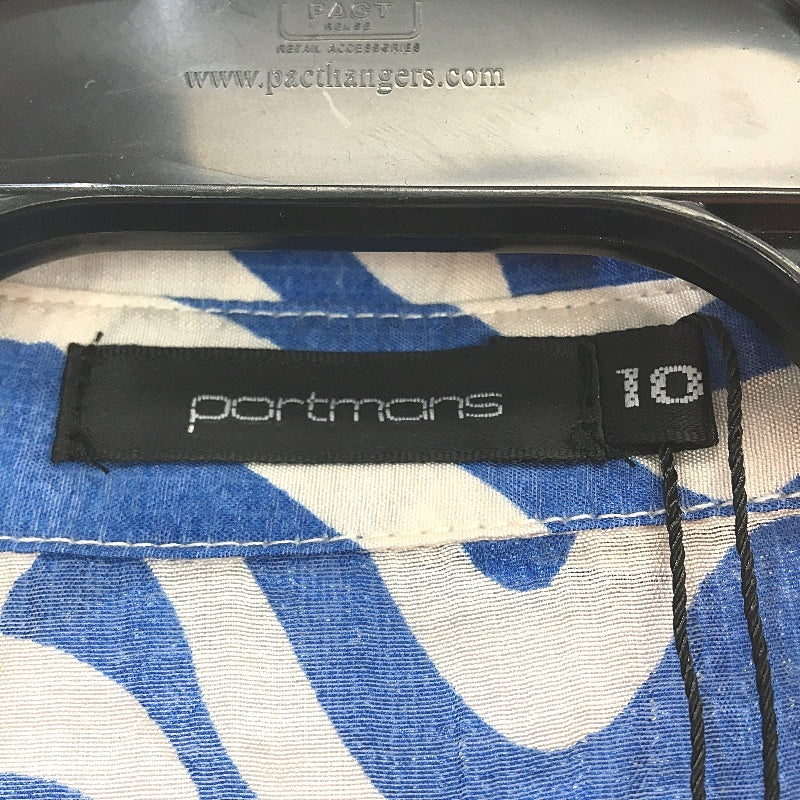 PACT
REUSE
RETAIL ACCESSORIES
www.pacthangers.com
portmans
10